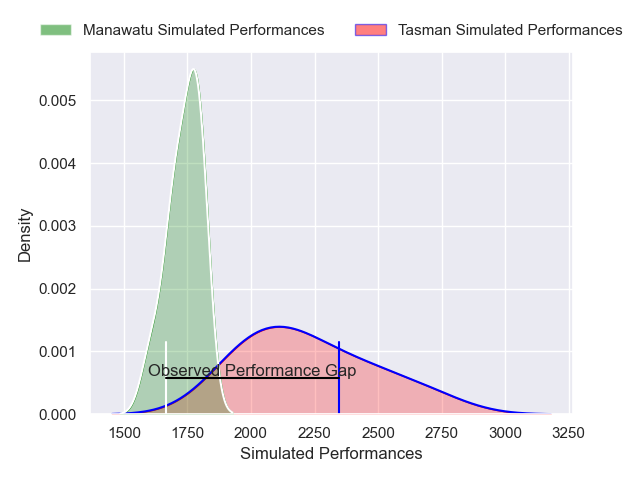 Manawatu Simulated Performances
Tasman Simulated Performances
0.005
0.004
0.003
0.002
0.001
0.000
Density
Observed Performance Gap
1500 1750 2000 2250 2500 2750 3000 3250
Simulated Performances